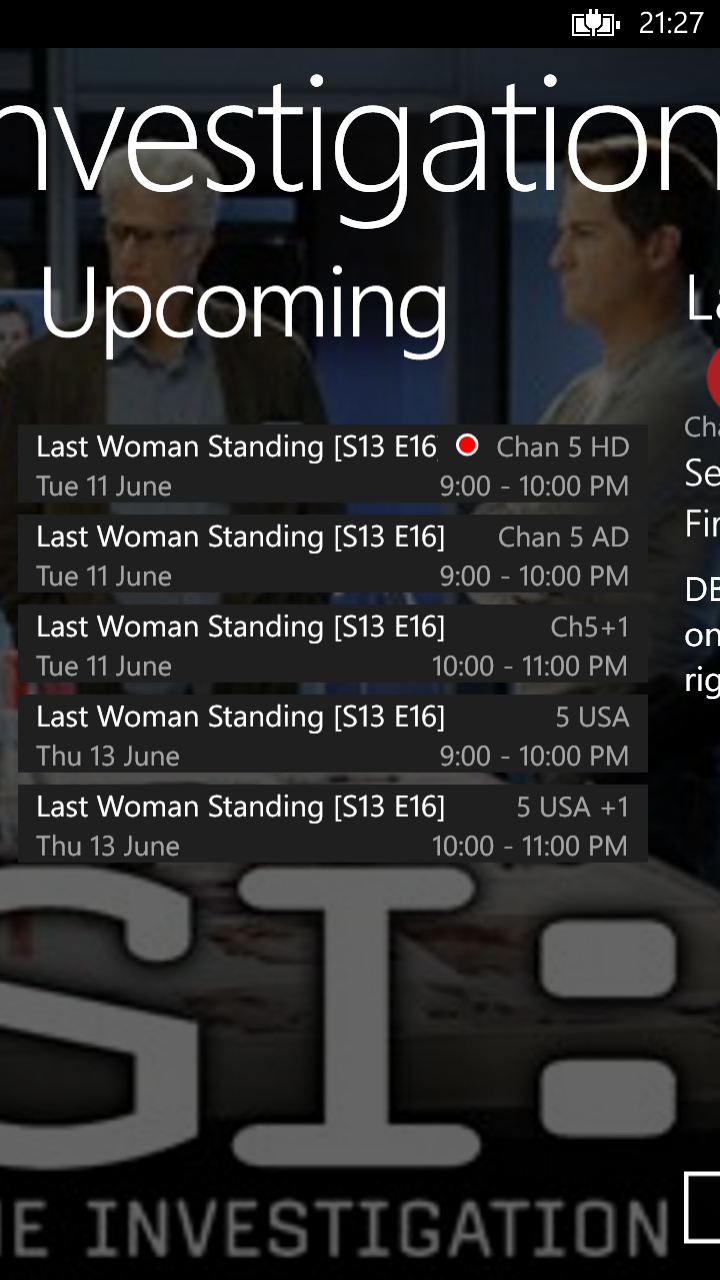 21:27
nvestigation
Upcoming
La
Last Woman Standing [S13 E16 Chan 5 HD
Tue 11 June 9:00 - 10:00 PM
Last Woman Standing [S13 E16] Chan 5 AD
Tue 11 June 9:00 - 10:00 PM
Last Woman Standing [S13 E16] Ch5+1
Tue 11 June 10:00 - 11:00 PM
Last Woman Standing [S13 E16] 5 USA
Thu 13 June 9:00 - 10:00 PM
Last Woman Standing [S13 E16] 5 USA +1
Thu 13 June 10:00 - 11:00 PM
Cha
Se
Fir
DB
on
rig
SI:
E INVESTIGATION